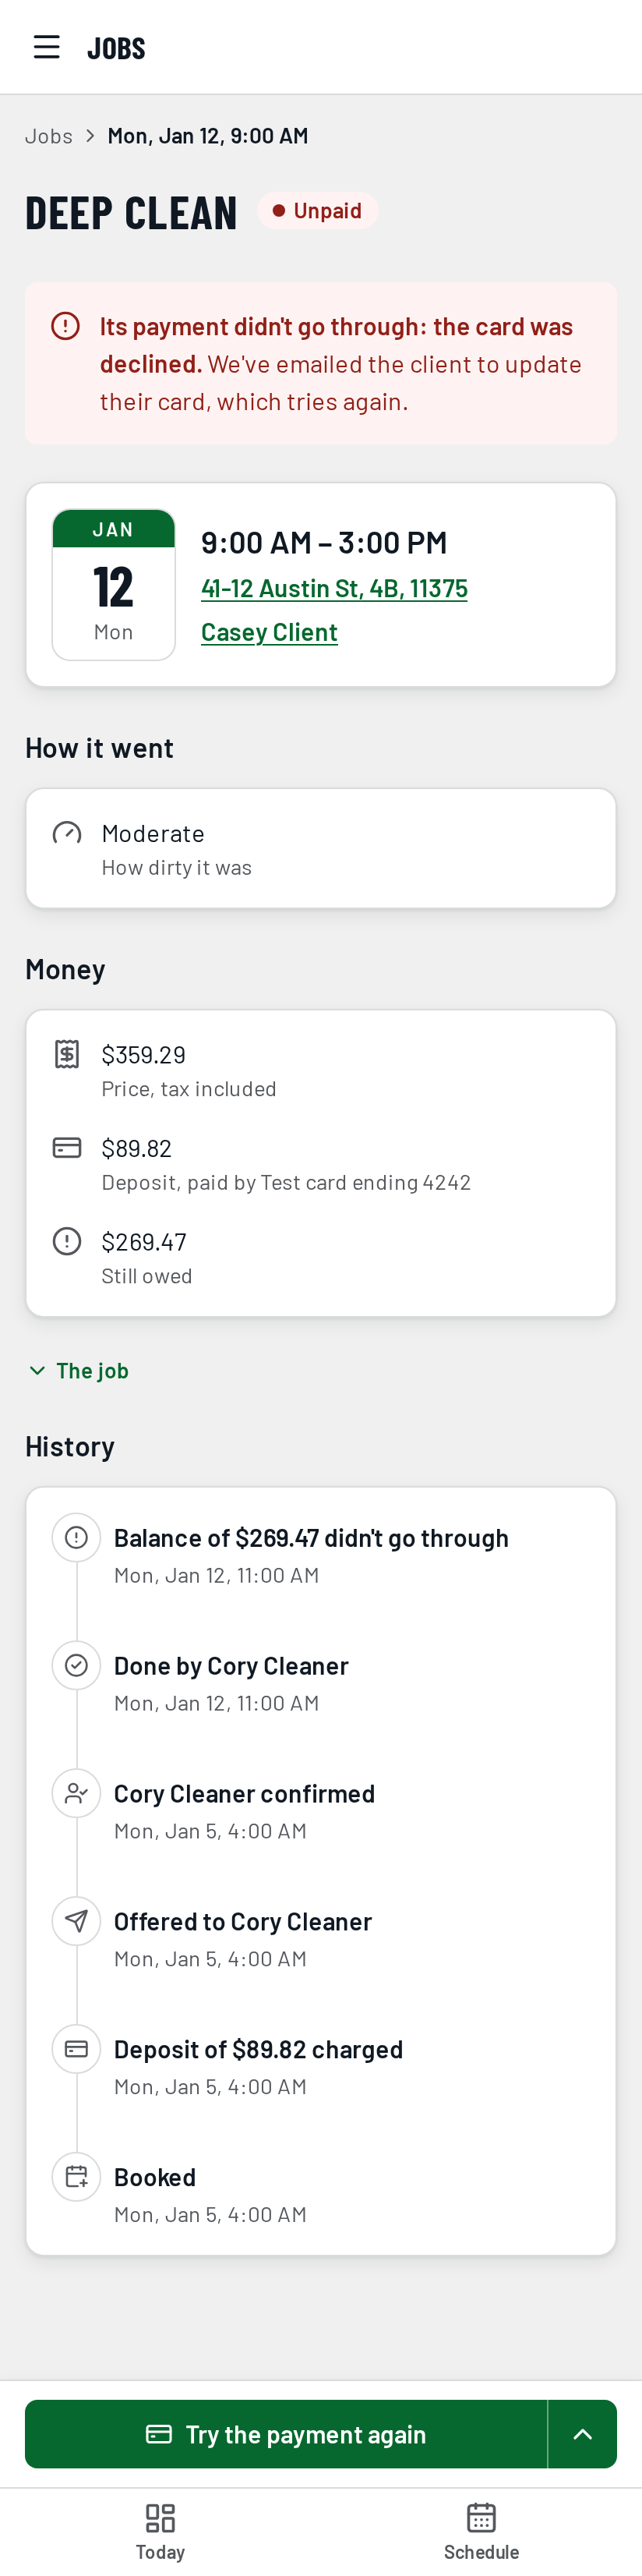 JOBS
Jobs > Mon, Jan 12, 9:00 AM
DEEP CLEAN
Unpaid
Its payment didn't go through: the card was
declined. We've emailed the client to update
their card, which tries again.
JAN
12
Mon
9:00 AM – 3:00 PM
41-12 Austin St, 4B, 11375
Casey Client
How it went
Moderate
How dirty it was
Money
$359.29
Price, tax included
$89.82
Deposit, paid by Test card ending 4242
$269.47
Still owed
The job
History
Balance of $269.47 didn't go through
Mon, Jan 12, 11:00 AM
Done by Cory Cleaner
Mon, Jan 12, 11:00 AM
Cory Cleaner confirmed
Mon, Jan 5, 4:00 AM
Offered to Cory Cleaner
Mon, Jan 5, 4:00 AM
Deposit of $89.82 charged
Mon, Jan 5, 4:00 AM
Booked
Mon, Jan 5, 4:00 AM
Try the payment again
Today
Schedule